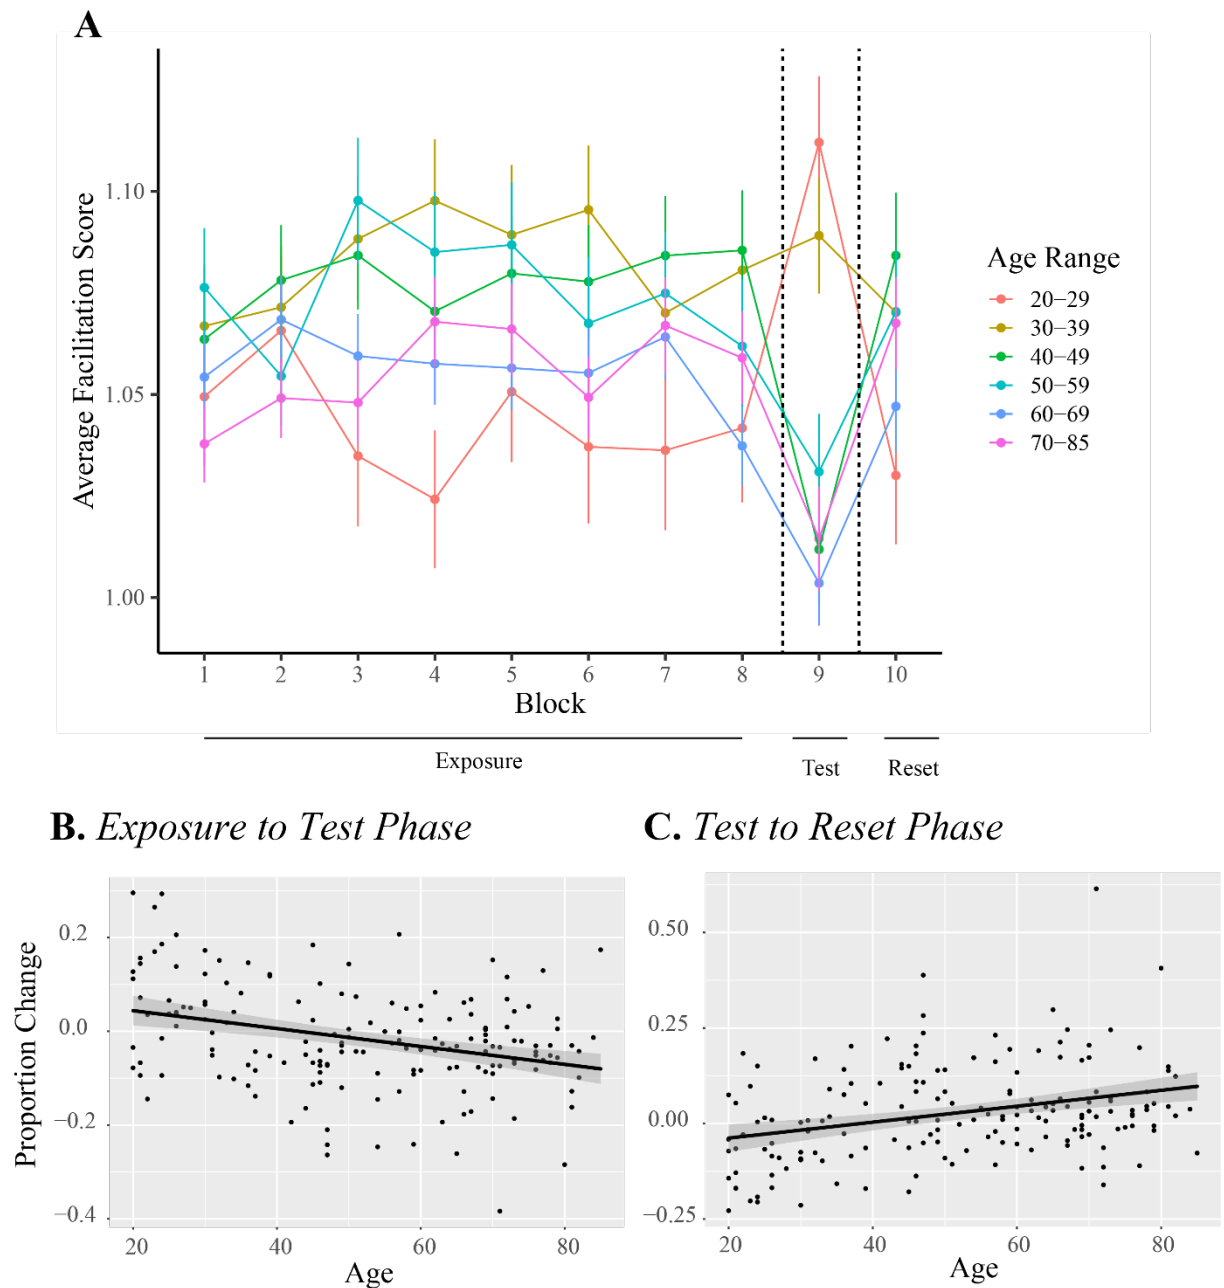 A
Average Facilitation Score
1.10
1.05
1.00
1 2 3 4 5 6 7 8 9 10
Block
Exposure Test Reset
Age Range
20−29
30−39
40−49
50−59
60−69
70−85
B. Exposure to Test Phase
Proportion Change
0.2
0.0
−0.2
−0.4
20 40 60 80
Age
C. Test to Reset Phase
0.50
0.25
0.00
−0.25
20 40 60 80
Age